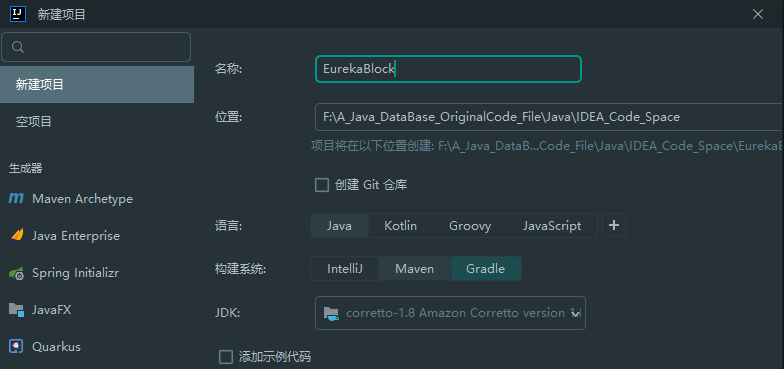 新建项目
新建项目
空项目
生成器
Maven Archetype
Java Enterprise
Spring Initializr
JavaFX
Quarkus
名称: EurekaBlock
位置: F:\A_Java_DataBase_OriginalCode_File\Java\IDEA_Code_Space
项目将在以下位置创建: F:\A_Java_DataB...Code_File\Java\IDEA_Code_Space\Eureka
创建 Git 仓库
语言: Java Kotlin Groovy JavaScript +
构建系统: IntelliJ Maven Gradle
JDK: corretto-1.8 Amazon Corretto version
添加示例代码